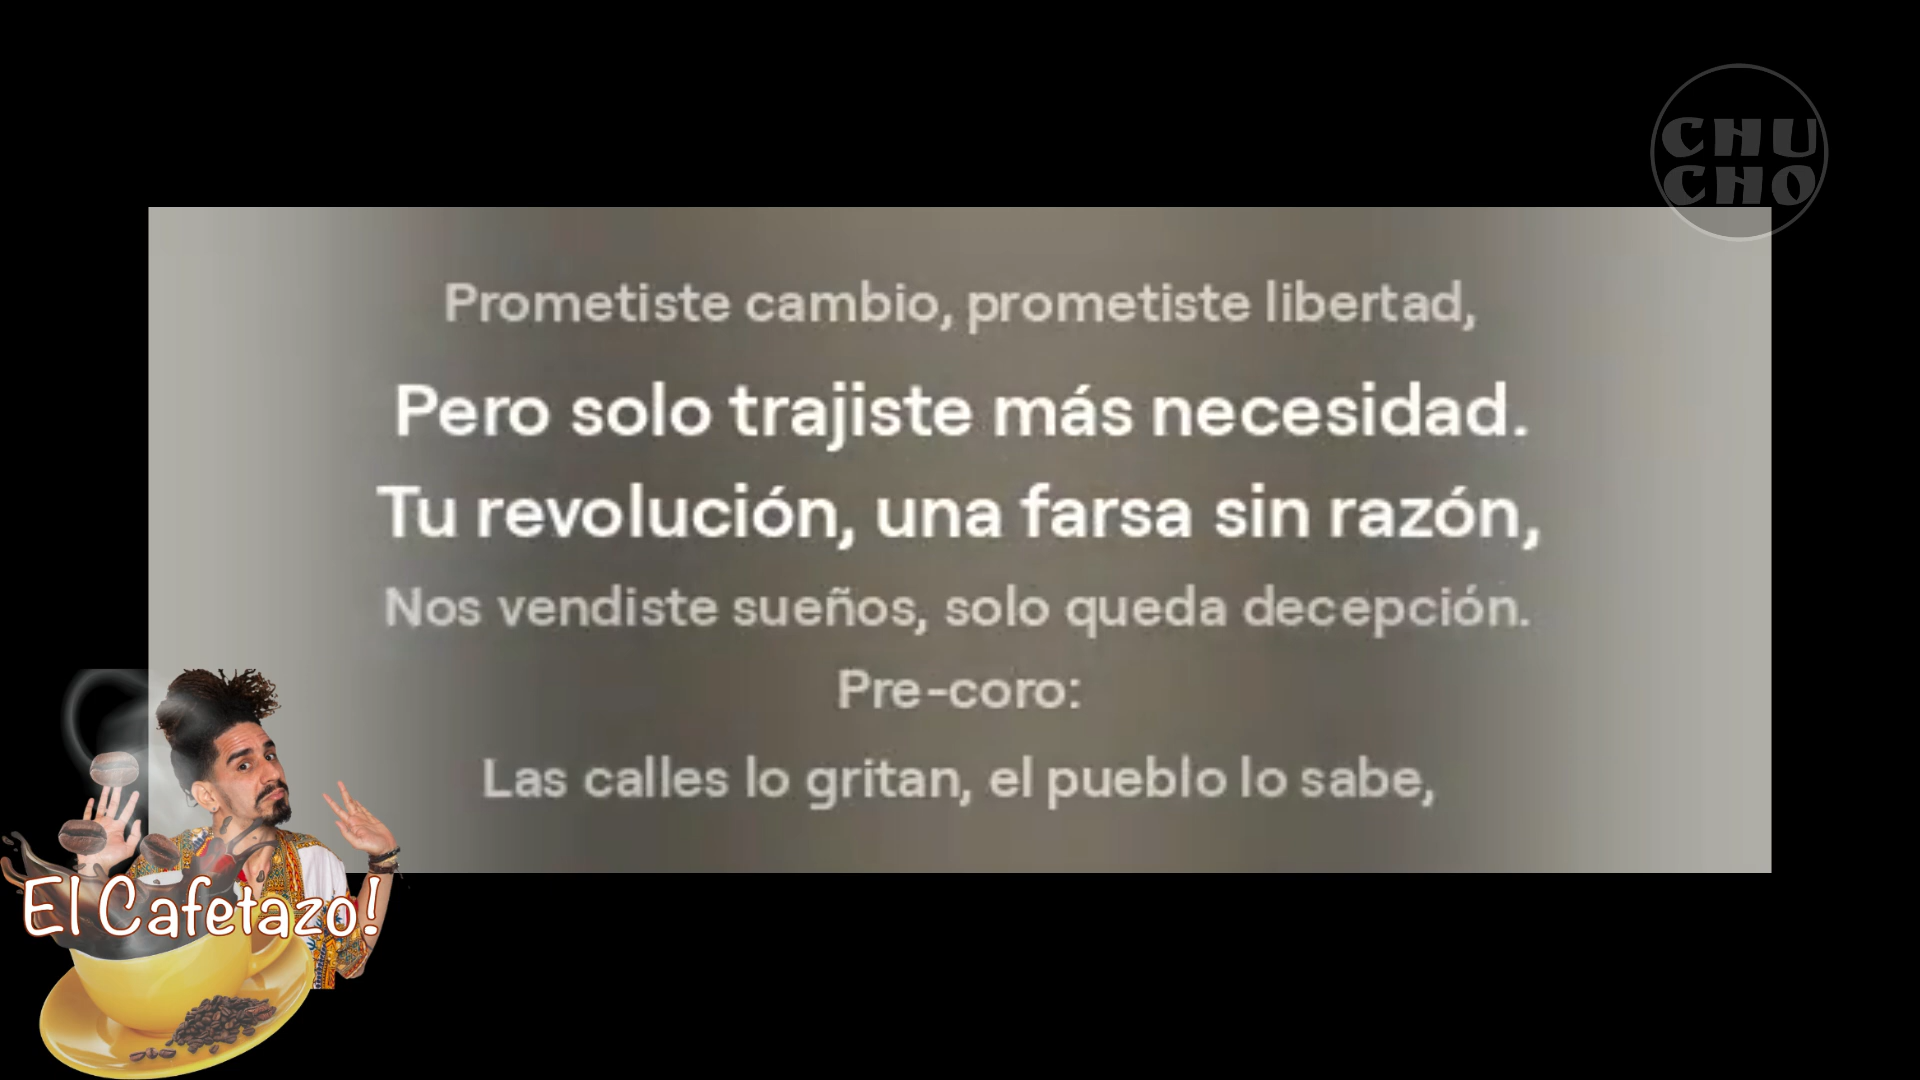 CHU
CHO
Prometiste cambio, prometiste libertad,
Pero solo trajiste más necesidad.
Tu revolución, una farsa sin razón,
Nos vendiste sueños, solo queda decepción.
Pre-coro:
Las calles lo gritan, el pueblo lo sabe,
El Cafetazo!